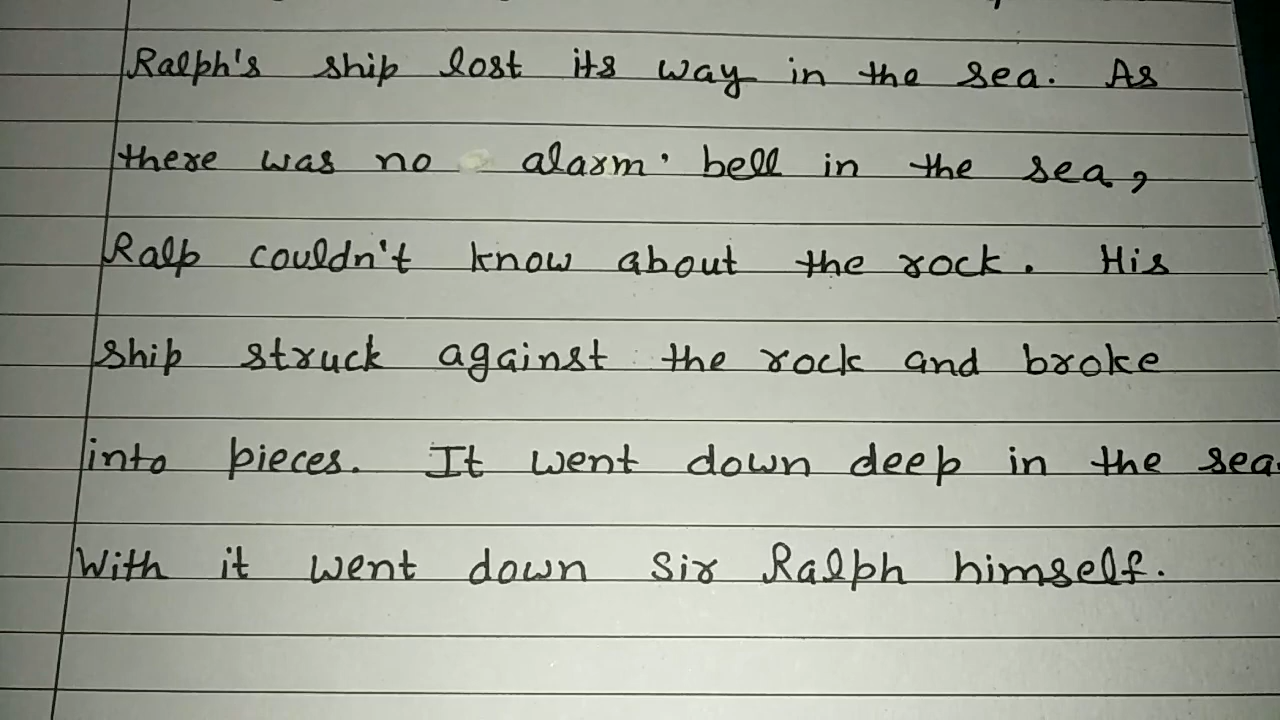 Ralph's ship lost its way in the sea. As
there was no alarm bell in the sea,
Ralp couldn't know about the rock. His
ship struck against the rock and broke
into pieces. It went down deep in the sea.
With it went down Sir Ralph himself.